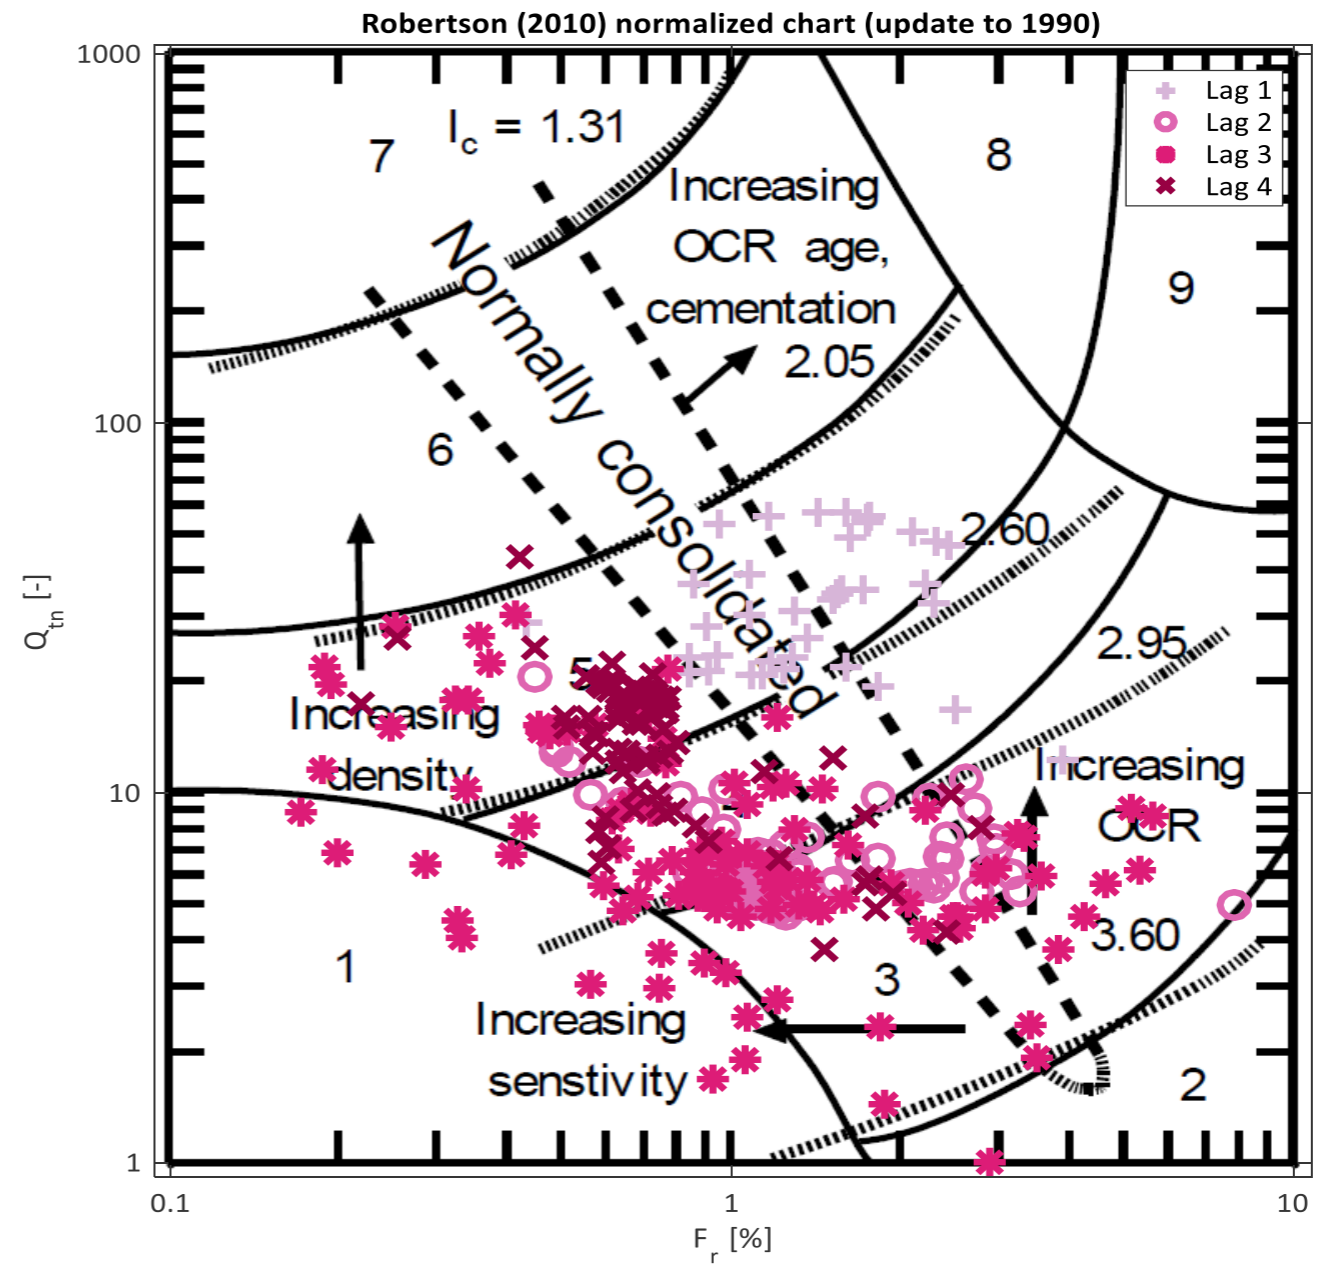 Robertson (2010) normalized chart (update to 1990)
1000
100
10
1
Qtn [-]
0.1
1
10
Fr [%]
Lag 1
Lag 2
Lag 3
Lag 4
7
Ic = 1.31
8
Increasing
OCR age,
cementation
2.05
9
Normally consolidated
6
2.60
2.95
5
Increasing
density
Increasing
OCR
3.60
1
3
Increasing
senstivity
2